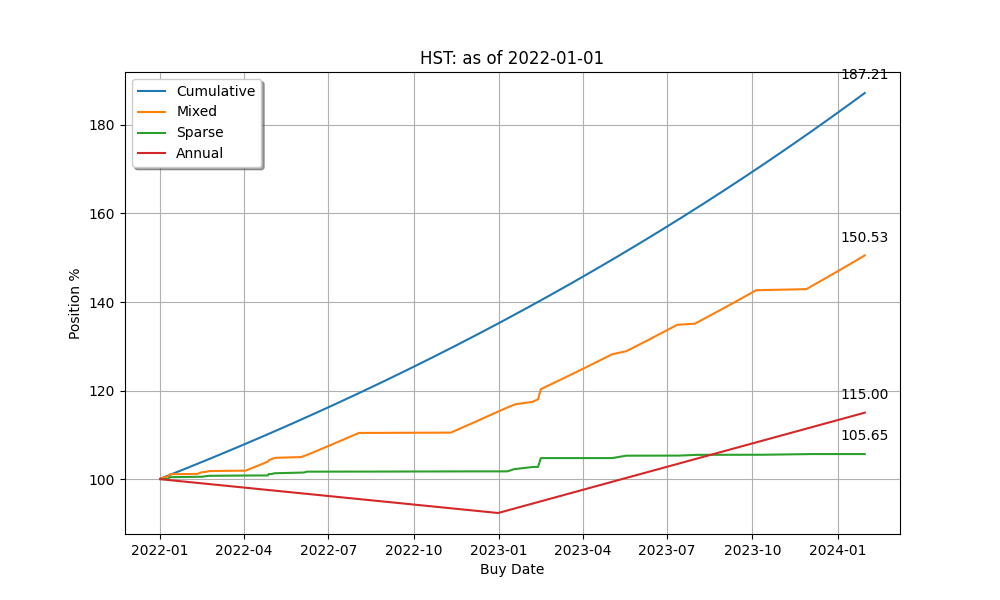 HST: as of 2022-01-01
187.21
Cumulative
Mixed
Sparse
Annual
180
160
150.53
140
120
115.00
105.65
100
Position %
2022-01 2022-04 2022-07 2022-10 2023-01 2023-04 2023-07 2023-10 2024-01
Buy Date